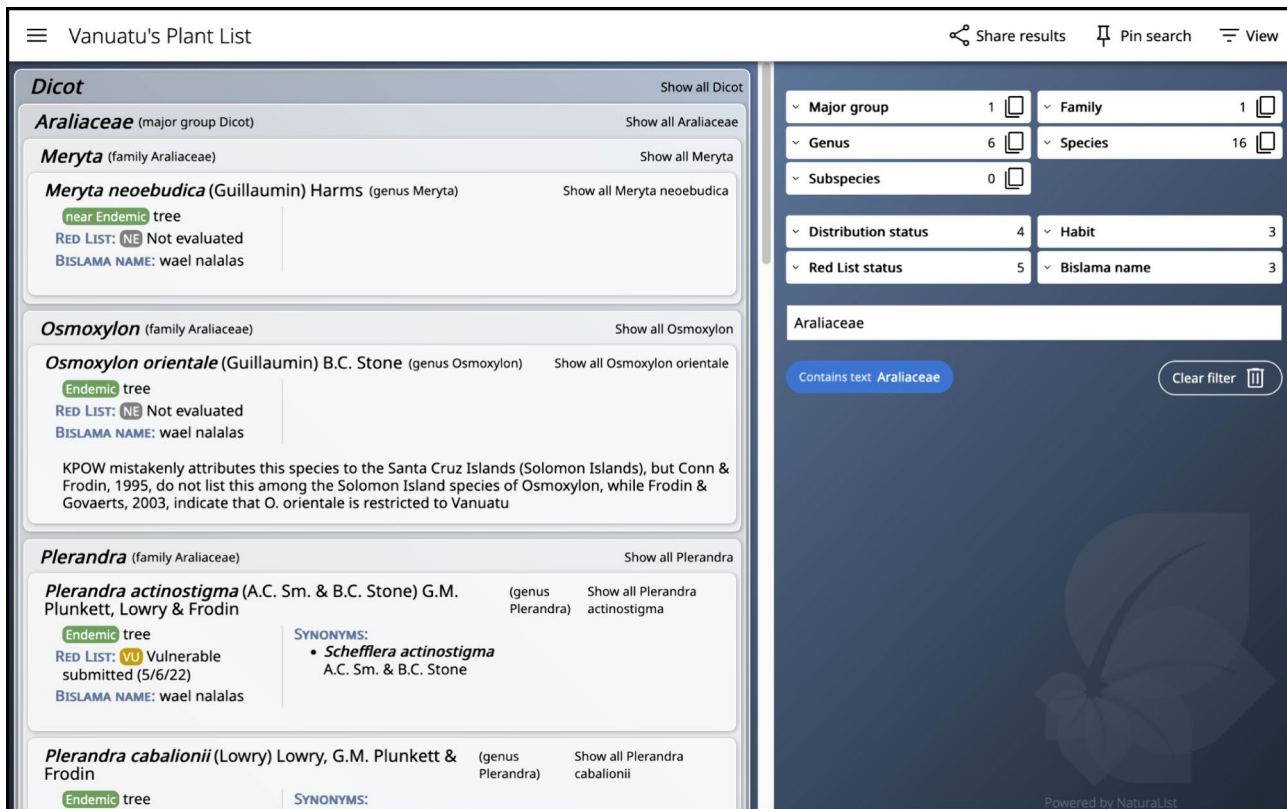 Vanuatu's Plant List
Share results
Pin search
View
Dicot
Show all Dicot
Araliaceae (major group Dicot)
Show all Araliaceae
Meryta (family Araliaceae)
Show all Meryta
Meryta neoebudica (Guillaumin) Harms (genus Meryta)
Show all Meryta neoebudica
near Endemic tree
RED LIST: NE Not evaluated
BISLAMA NAME: wael nalalas
Osmoxylon (family Araliaceae)
Show all Osmoxylon
Osmoxylon orientale (Guillaumin) B.C. Stone (genus Osmoxylon)
Show all Osmoxylon orientale
Endemic tree
RED LIST: NE Not evaluated
BISLAMA NAME: wael nalalas
KPOW mistakenly attributes this species to the Santa Cruz Islands (Solomon Islands), but Conn &
Frodin, 1995, do not list this among the Solomon Island species of Osmoxylon, while Frodin &
Govaerts, 2003, indicate that O. orientale is restricted to Vanuatu
Plerandra (family Araliaceae)
Show all Plerandra
Plerandra actinostigma (A.C. Sm. & B.C. Stone) G.M.
Plunkett, Lowry & Frodin
(genus
Plerandra)
Show all Plerandra
actinostigma
Endemic tree
RED LIST: VU Vulnerable
submitted (5/6/22)
BISLAMA NAME: wael nalalas
SYNONYMS:
• Schefflera actinostigma
A.C. Sm. & B.C. Stone
Plerandra cabalionii (Lowry) Lowry, G.M. Plunkett &
Frodin
(genus
Plerandra)
Show all Plerandra
cabalionii
Endemic tree
SYNONYMS:
Major group 1
Family 1
Genus 6
Species 16
Subspecies 0
Distribution status 4
Habit 3
Red List status 5
Bislama name 3
Araliaceae
Contains text Araliaceae
Clear filter
Powered by NaturaList